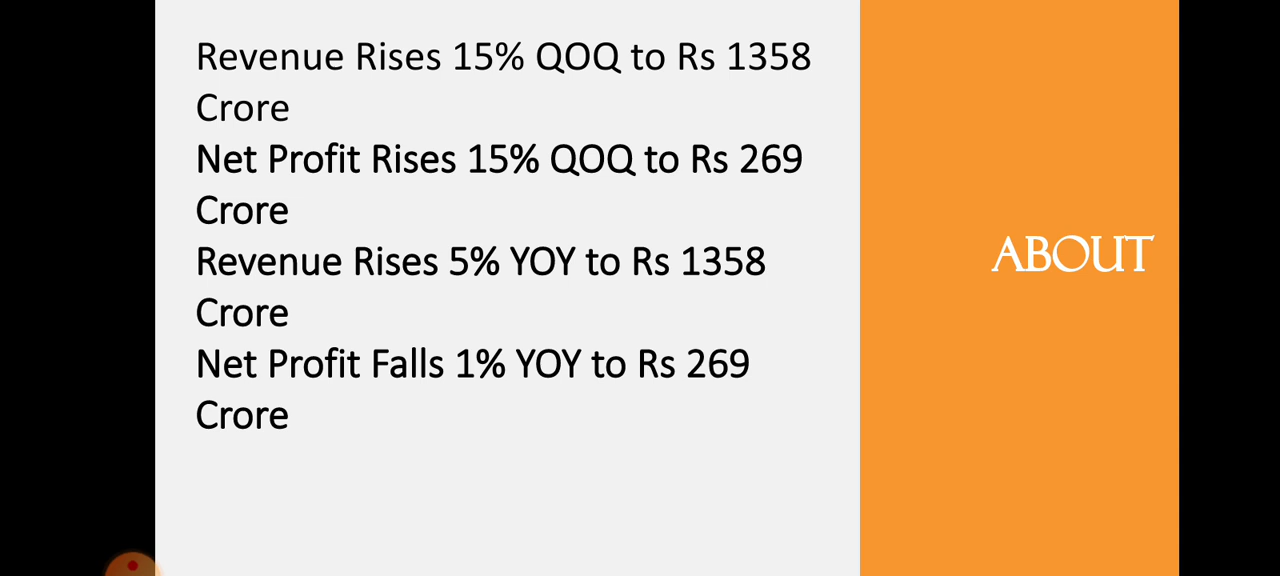 Revenue Rises 15% QOQ to Rs 1358
Crore
Net Profit Rises 15% QOQ to Rs 269
Crore
Revenue Rises 5% YOY to Rs 1358
Crore
Net Profit Falls 1% YOY to Rs 269
Crore
ABOUT